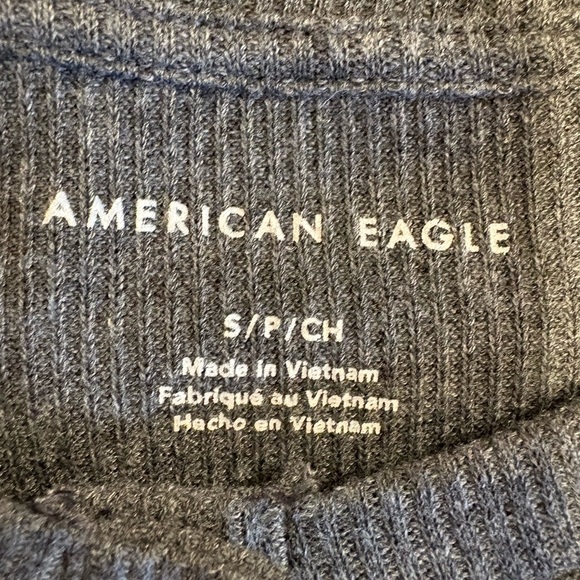 AMERICAN EAGLE
S/P/CH
Made in Vietnam
Fabriqué au Vietnam
Hecho en Vietnam